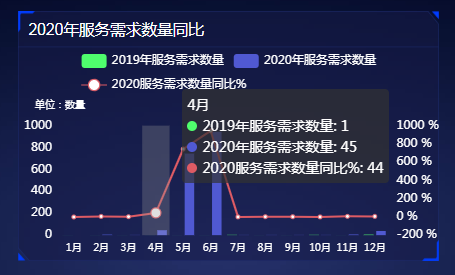 2020年服务需求数量同比
2019年服务需求数量 2020年服务需求数量
2020服务需求数量同比%
单位：数量
4月
2019年服务需求数量: 1
2020年服务需求数量: 45
2020服务需求数量同比%: 44
1000 1000 %
800 800 %
600 600 %
400 400 %
200 %
200 0 %
0 -200 %
1月 2月 3月 4月 5月 6月 7月 8月 9月 10月 11月 12月